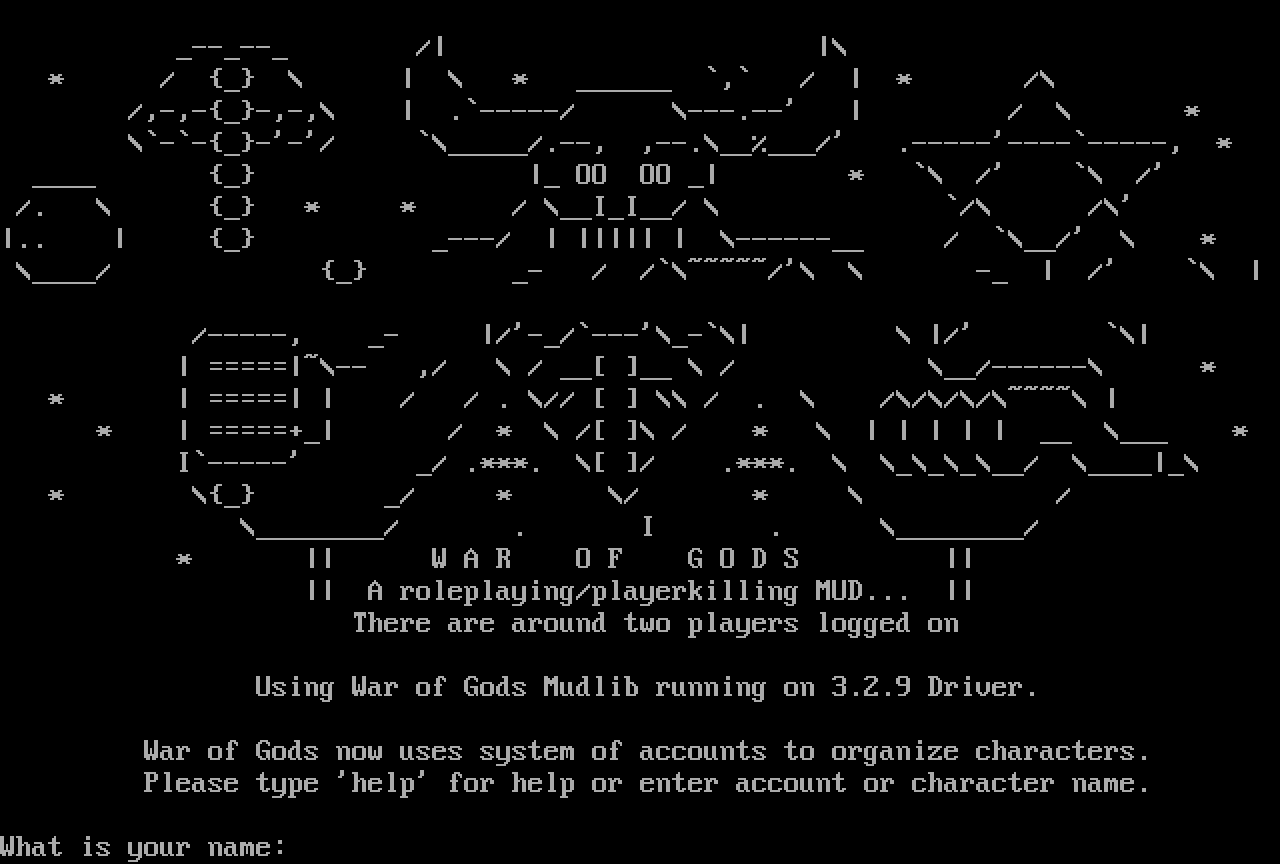 W A R   O F   G O D S
A roleplaying/playerkilling MUD...
There are around two players logged on
Using War of Gods Mudlib running on 3.2.9 Driver.
War of Gods now uses system of accounts to organize characters.
Please type 'help' for help or enter account or character name.
What is your name: